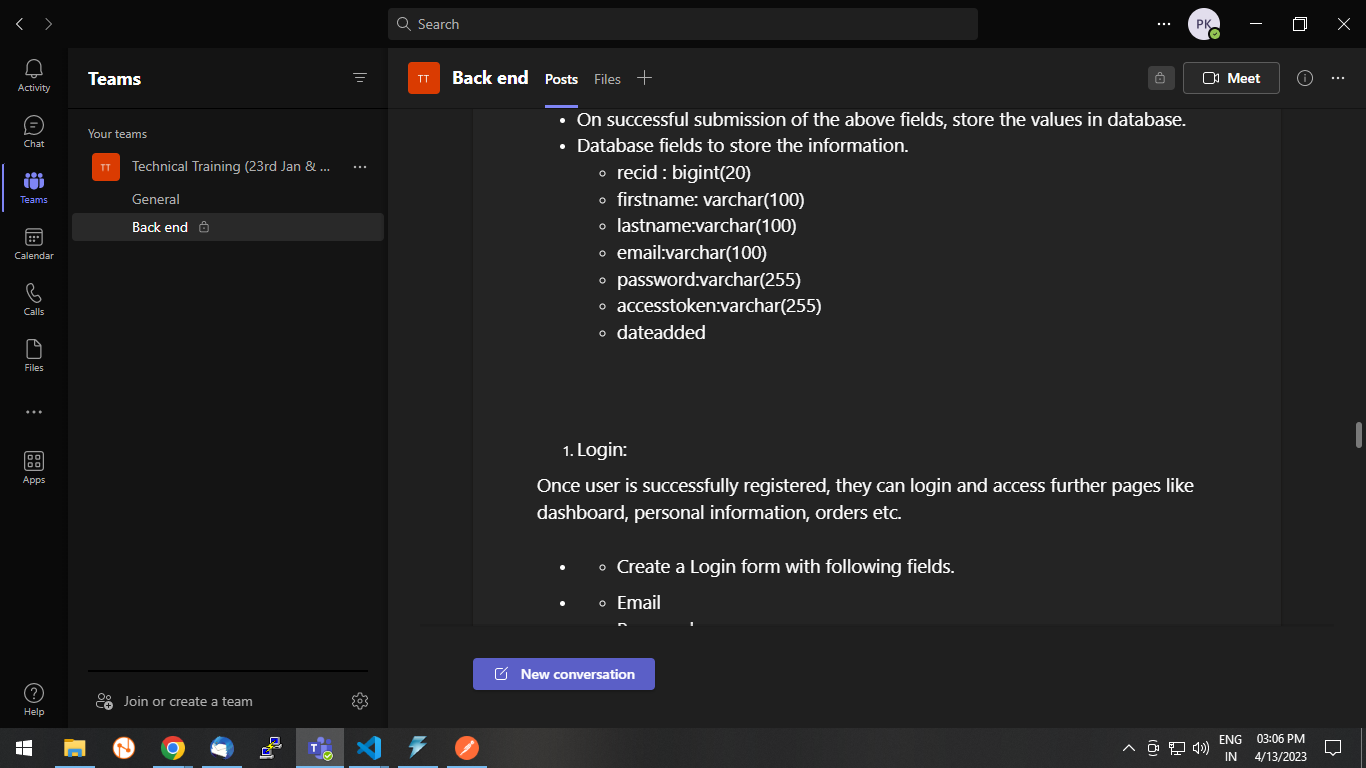 Search
PK
Activity
Chat
Teams
Calendar
Calls
Files
Apps
Help
Teams
Your teams
TT
Technical Training (23rd Jan & ...
General
Back end
Join or create a team
TT
Back end
Posts
Files
Meet
• On successful submission of the above fields, store the values in database.
• Database fields to store the information.
◦ recid : bigint(20)
◦ firstname: varchar(100)
◦ lastname:varchar(100)
◦ email:varchar(100)
◦ password:varchar(255)
◦ accesstoken:varchar(255)
◦ dateadded
1. Login:
Once user is successfully registered, they can login and access further pages like
dashboard, personal information, orders etc.
• ◦ Create a Login form with following fields.
• ◦ Email
New conversation
ENG
IN
03:06 PM
4/13/2023